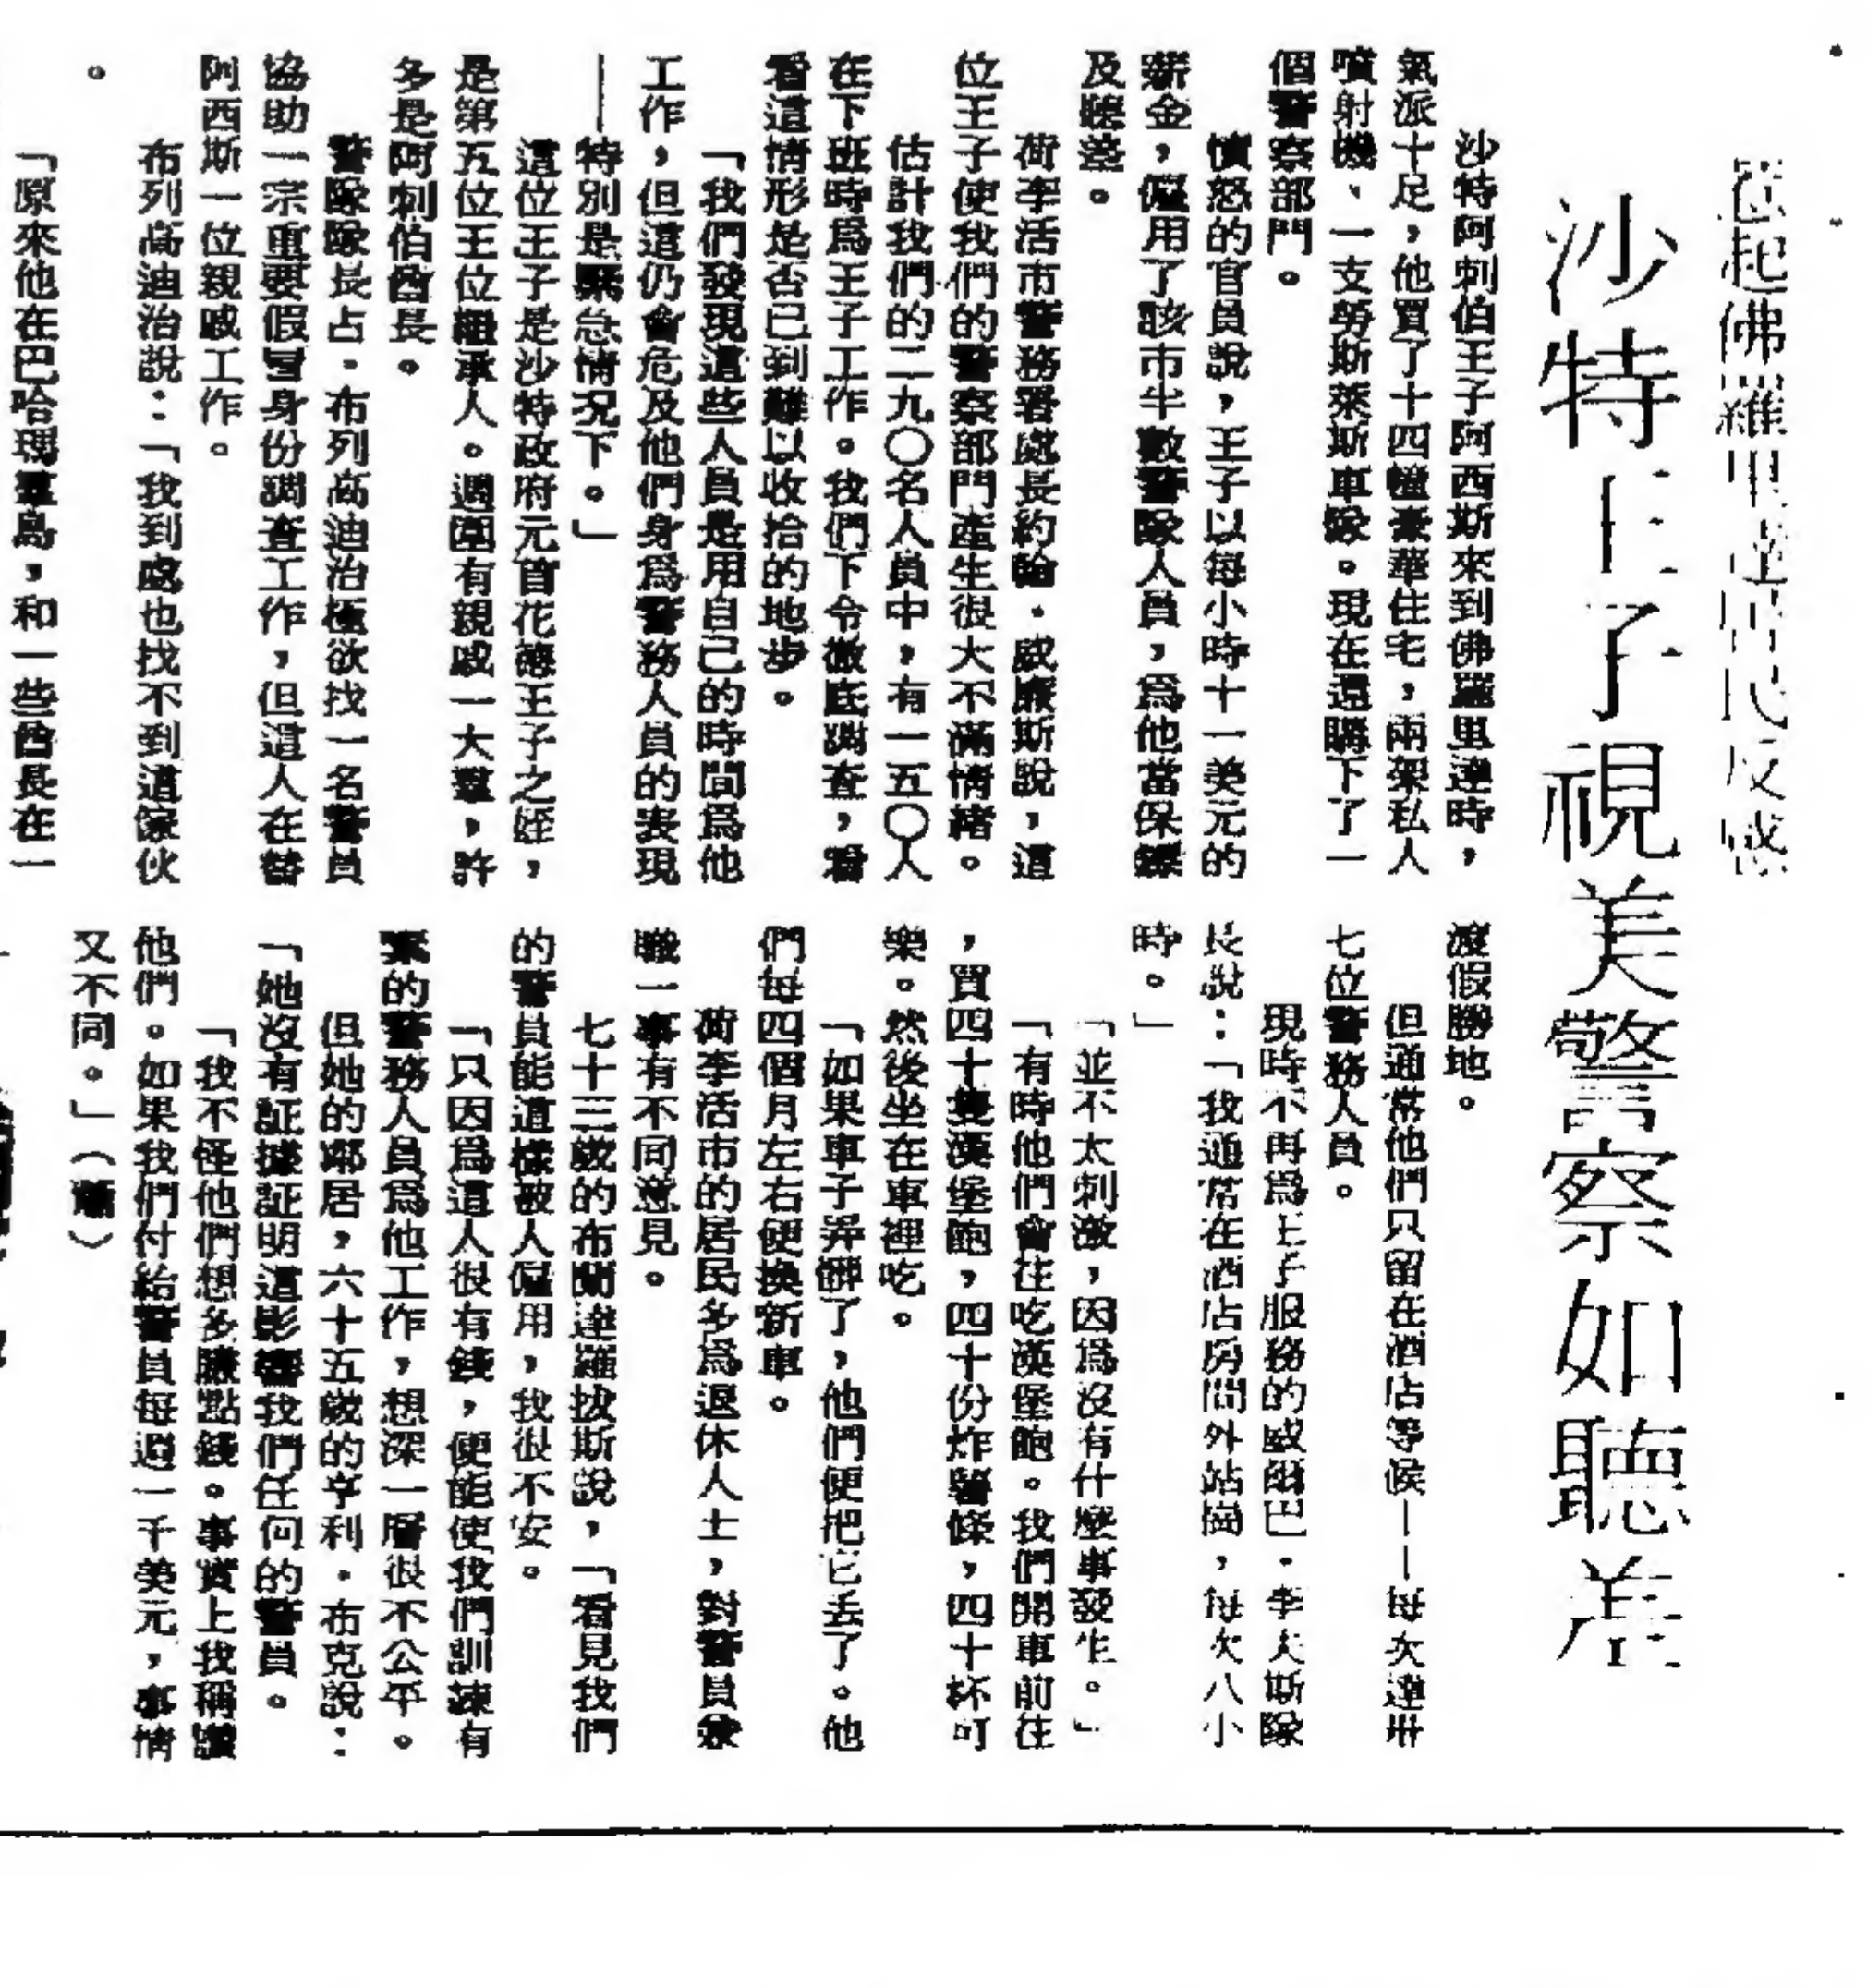 惹起佛羅里達居民反感
沙特王子視美警察如聽差
沙特阿刺伯王子阿西斯來到佛羅里達時，
氣派十足，他買了十四幢豪華住宅，兩架私人
噴射機、一支勞斯萊斯車隊。現在還購下了一
個警察部門。
憤怒的官員說，王子以每小時十一美元的
薪金，僱用了該市半數警隊人員，爲他當保鏢
及聽差。
荷李活市警務署處長約翰．威廉斯說，這
位王子使我們的警察部門產生很大不滿情緒。
估計我們的二九〇名人員中，有一五〇人
在下班時爲王子工作。我們下令徹底調查，看
看這情形是否已到難以收拾的地步。
「我們發現這些人員是用自己的時間爲他
工作，但這仍會危及他們身爲警務人員的表現
——特別是緊急情況下。」
這位王子是沙特政府元首花德王子之姪，
是第五位王位繼承人。週圍有親戚一大羣，許
多是阿刺伯酋長。
警隊隊長占．布列高迪治極欲找一名警員
協助一宗重要假冒身份調查工作，但這人在替
阿西斯一位親戚工作。
布列高迪治說：「我到處也找不到這傢伙
。
「原來他在巴哈瑪羣島，和一些酋長在一
渡假勝地。
但通常他們只留在酒店等候——每次達卅
七位警務人員。
現時不再爲王子服務的威爾巴．李夫斯隊
長說：「我通常在酒店房間外站崗，每次八小
時。」
「並不太刺激，因爲沒有什麼事發生。」
「有時他們會往吃漢堡飽。我們開車前往
，買四十隻漢堡飽，四十份炸薯條，四十杯可
樂。然後坐在車裡吃。
「如果車子弄髒了，他們便把它丢了。他
們每四個月左右便換新車。
荷李活市的居民多爲退休人士，對警員兼
職一事有不同意見。
七十三歲的布蘭達羅拔斯說，「看見我們
的警員能這樣被人僱用，我很不安。
「只因爲這人很有錢，便能使我們訓諫有
素的警務人員爲他工作，想深一層很不公平。
但她的鄰居，六十五歲的亨利．布克說：
「她沒有証據証明這影響我們任何的警員。
「我不怪他們想多賺點錢。事實上我稱讚
他們。如果我們付給警員每週一千美元，事情
又不同。」（　）